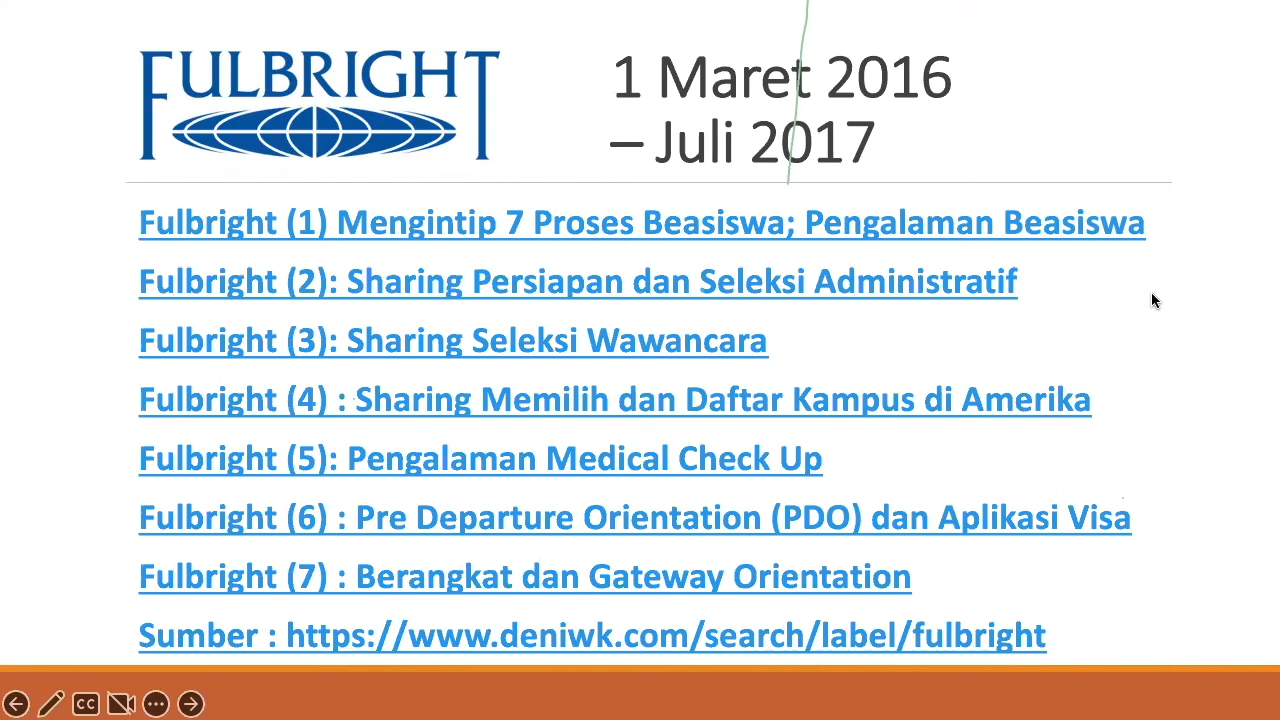 FULBRIGHT
1 Maret 2016
– Juli 2017
Fulbright (1) Mengintip 7 Proses Beasiswa; Pengalaman Beasiswa
Fulbright (2): Sharing Persiapan dan Seleksi Administratif
Fulbright (3): Sharing Seleksi Wawancara
Fulbright (4) : Sharing Memilih dan Daftar Kampus di Amerika
Fulbright (5): Pengalaman Medical Check Up
Fulbright (6) : Pre Departure Orientation (PDO) dan Aplikasi Visa
Fulbright (7) : Berangkat dan Gateway Orientation
Sumber : https://www.deniwk.com/search/label/fulbright
CC